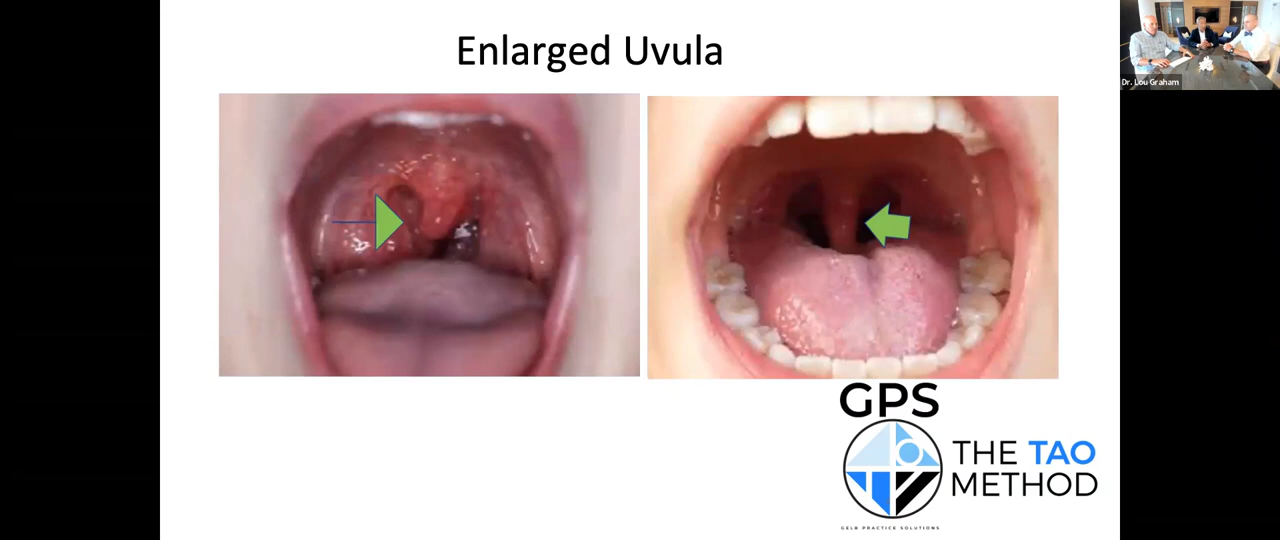 Enlarged Uvula
Dr. Lou Graham
GPS
THE TAO
METHOD
GELB PRACTICE SOLUTIONS